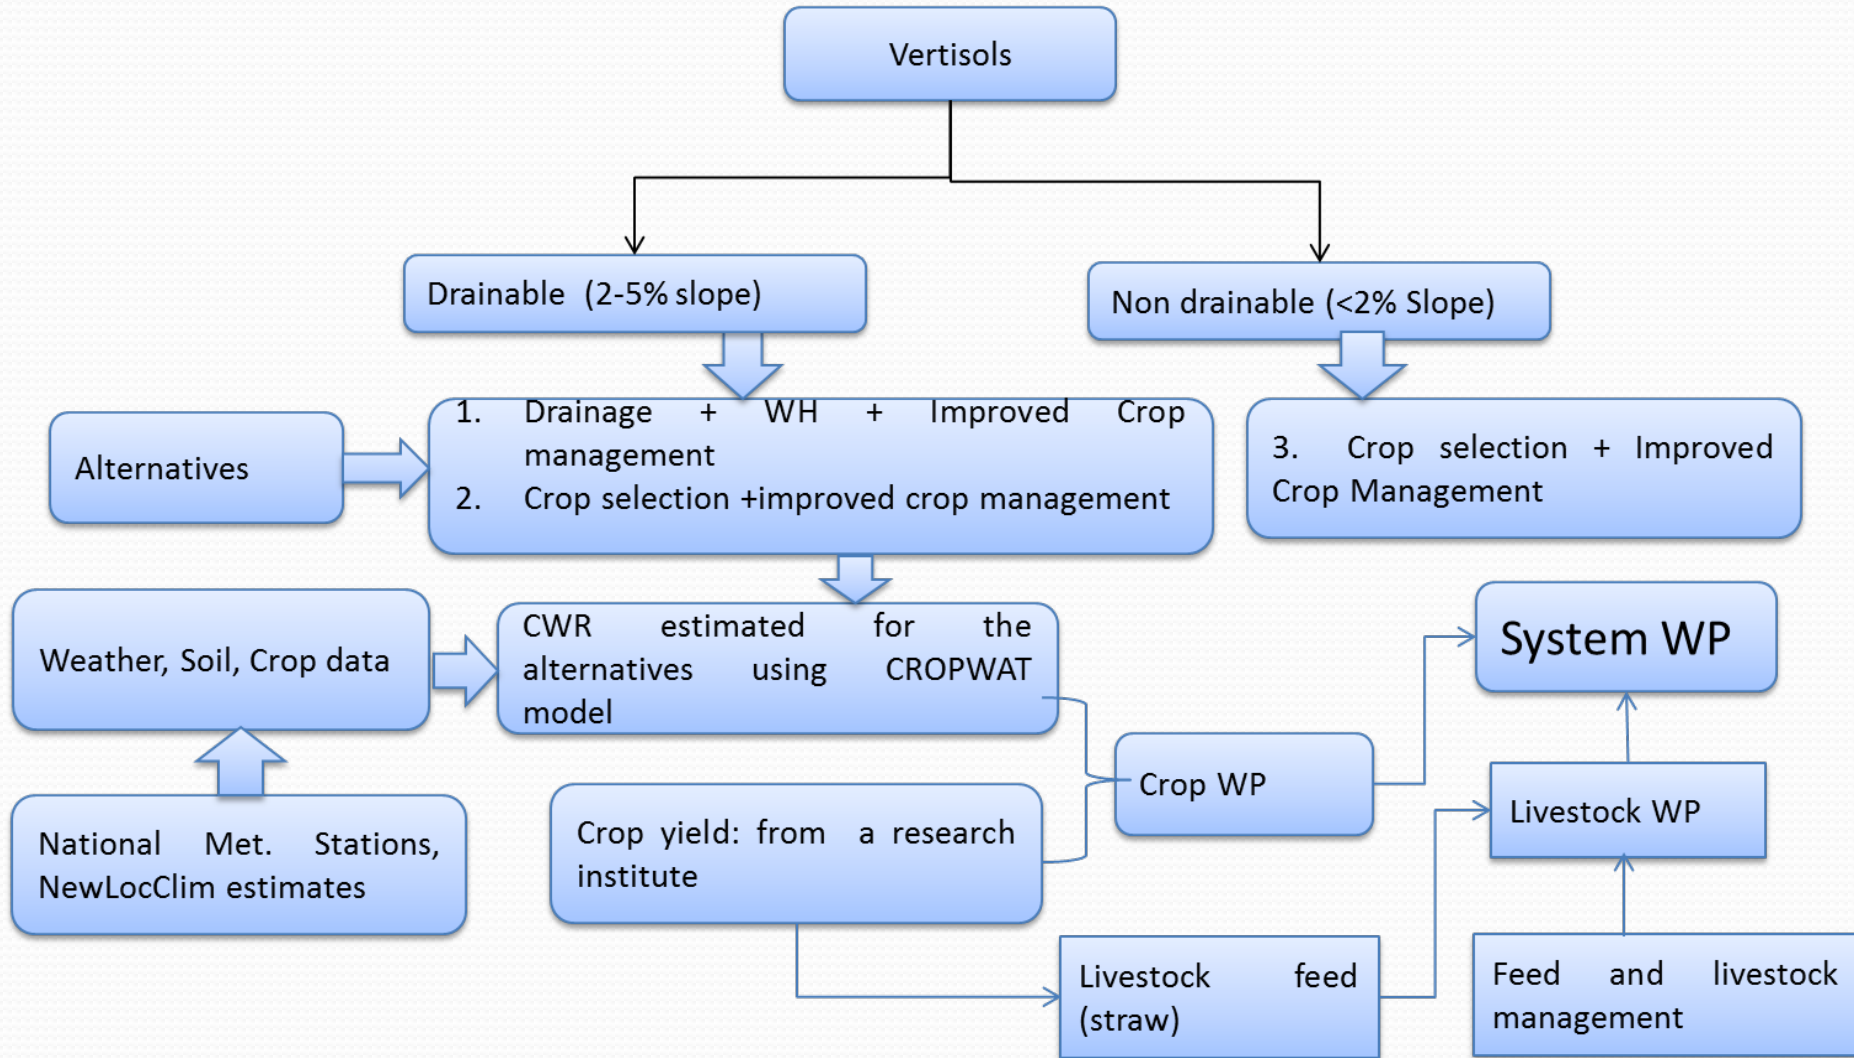 Vertisols
Drainable (2-5% slope)
Non drainable (<2% Slope)
Alternatives
1. Drainage + WH + Improved Crop
management
2. Crop selection +improved crop management
3. Crop selection + Improved
Crop Management
Weather, Soil, Crop data
CWR estimated for the
alternatives using CROPWAT
model
System WP
National Met. Stations,
NewLocClim estimates
Crop yield: from a research
institute
Crop WP
Livestock WP
Livestock feed
(straw)
Feed and livestock
management